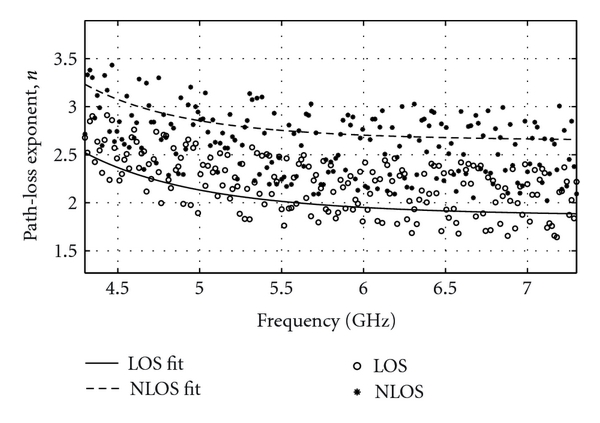 Path-loss exponent, n
3.5
3
2.5
2
1.5
4.5 5 5.5 6 6.5 7
Frequency (GHz)
LOS fit
NLOS fit
LOS
NLOS